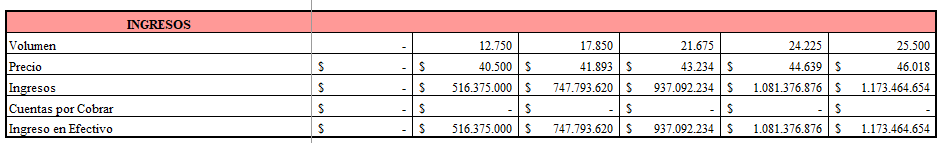 INGRESOS
Volumen - 12.750 17.850 21.675 24.225 25.500
Precio $ - $ 40.500 $ 41.893 $ 43.234 $ 44.639 $ 46.018
Ingresos $ - $ 516.375.000 $ 747.793.620 $ 937.092.234 $ 1.081.376.876 $ 1.173.464.654
Cuentas por Cobrar $ - $ - $ - $ - $ - $ -
Ingreso en Efectivo $ - $ 516.375.000 $ 747.793.620 $ 937.092.234 $ 1.081.376.876 $ 1.173.464.654